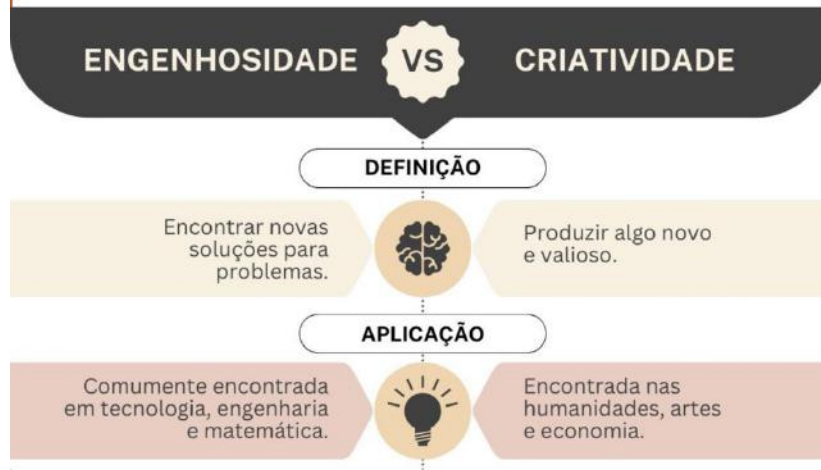 ENGENHOSIDADE VS CRIATIVIDADE
DEFINIÇÃO
Encontrar novas
soluções para
problemas.
Produzir algo novo
e valioso.
APLICAÇÃO
Comumente encontrada
em tecnologia, engenharia
e matemática.
Encontrada nas
humanidades, artes
e economia.